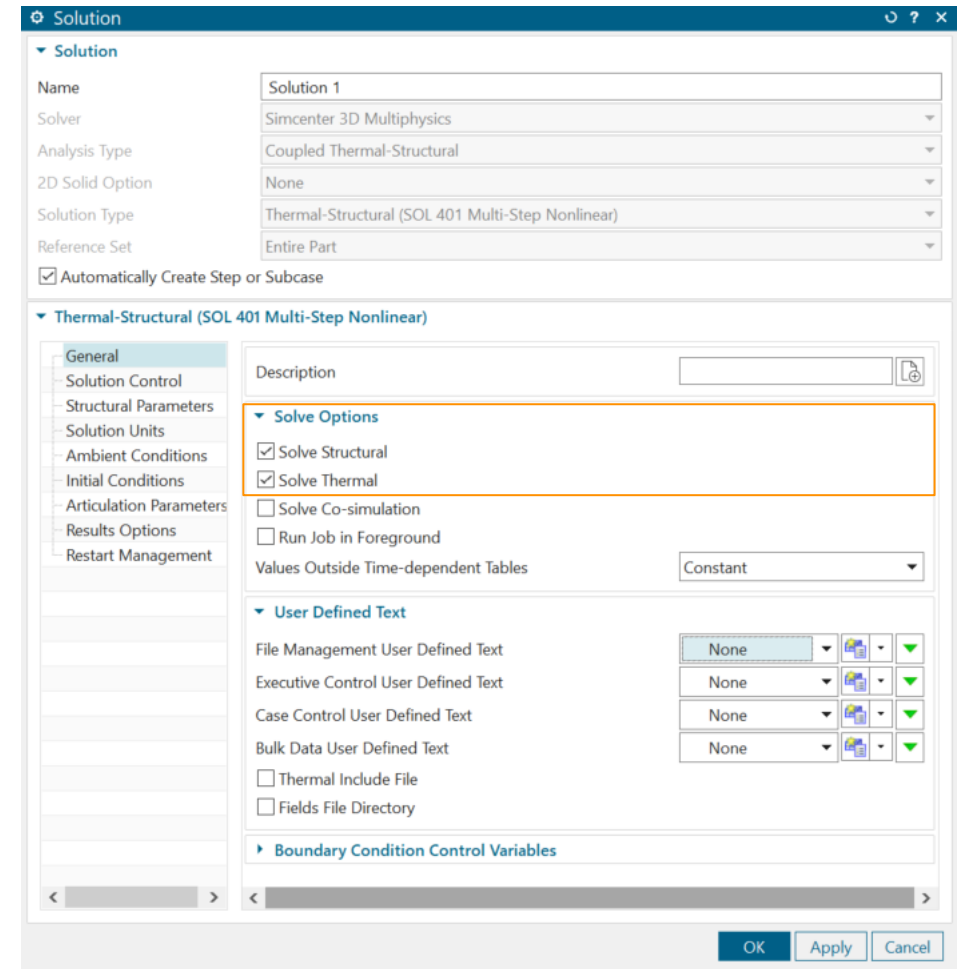 Solution
Solution
Name Solution 1
Solver Simcenter 3D Multiphysics
Analysis Type Coupled Thermal-Structural
2D Solid Option None
Solution Type Thermal-Structural (SOL 401 Multi-Step Nonlinear)
Reference Set Entire Part
Automatically Create Step or Subcase
Thermal-Structural (SOL 401 Multi-Step Nonlinear)
General
Solution Control
Structural Parameters
Solution Units
Ambient Conditions
Initial Conditions
Articulation Parameters
Results Options
Restart Management
Description
Solve Options
Solve Structural
Solve Thermal
Solve Co-simulation
Run Job in Foreground
Values Outside Time-dependent Tables Constant
User Defined Text
File Management User Defined Text None
Executive Control User Defined Text None
Case Control User Defined Text None
Bulk Data User Defined Text None
Thermal Include File
Fields File Directory
Boundary Condition Control Variables
OK Apply Cancel